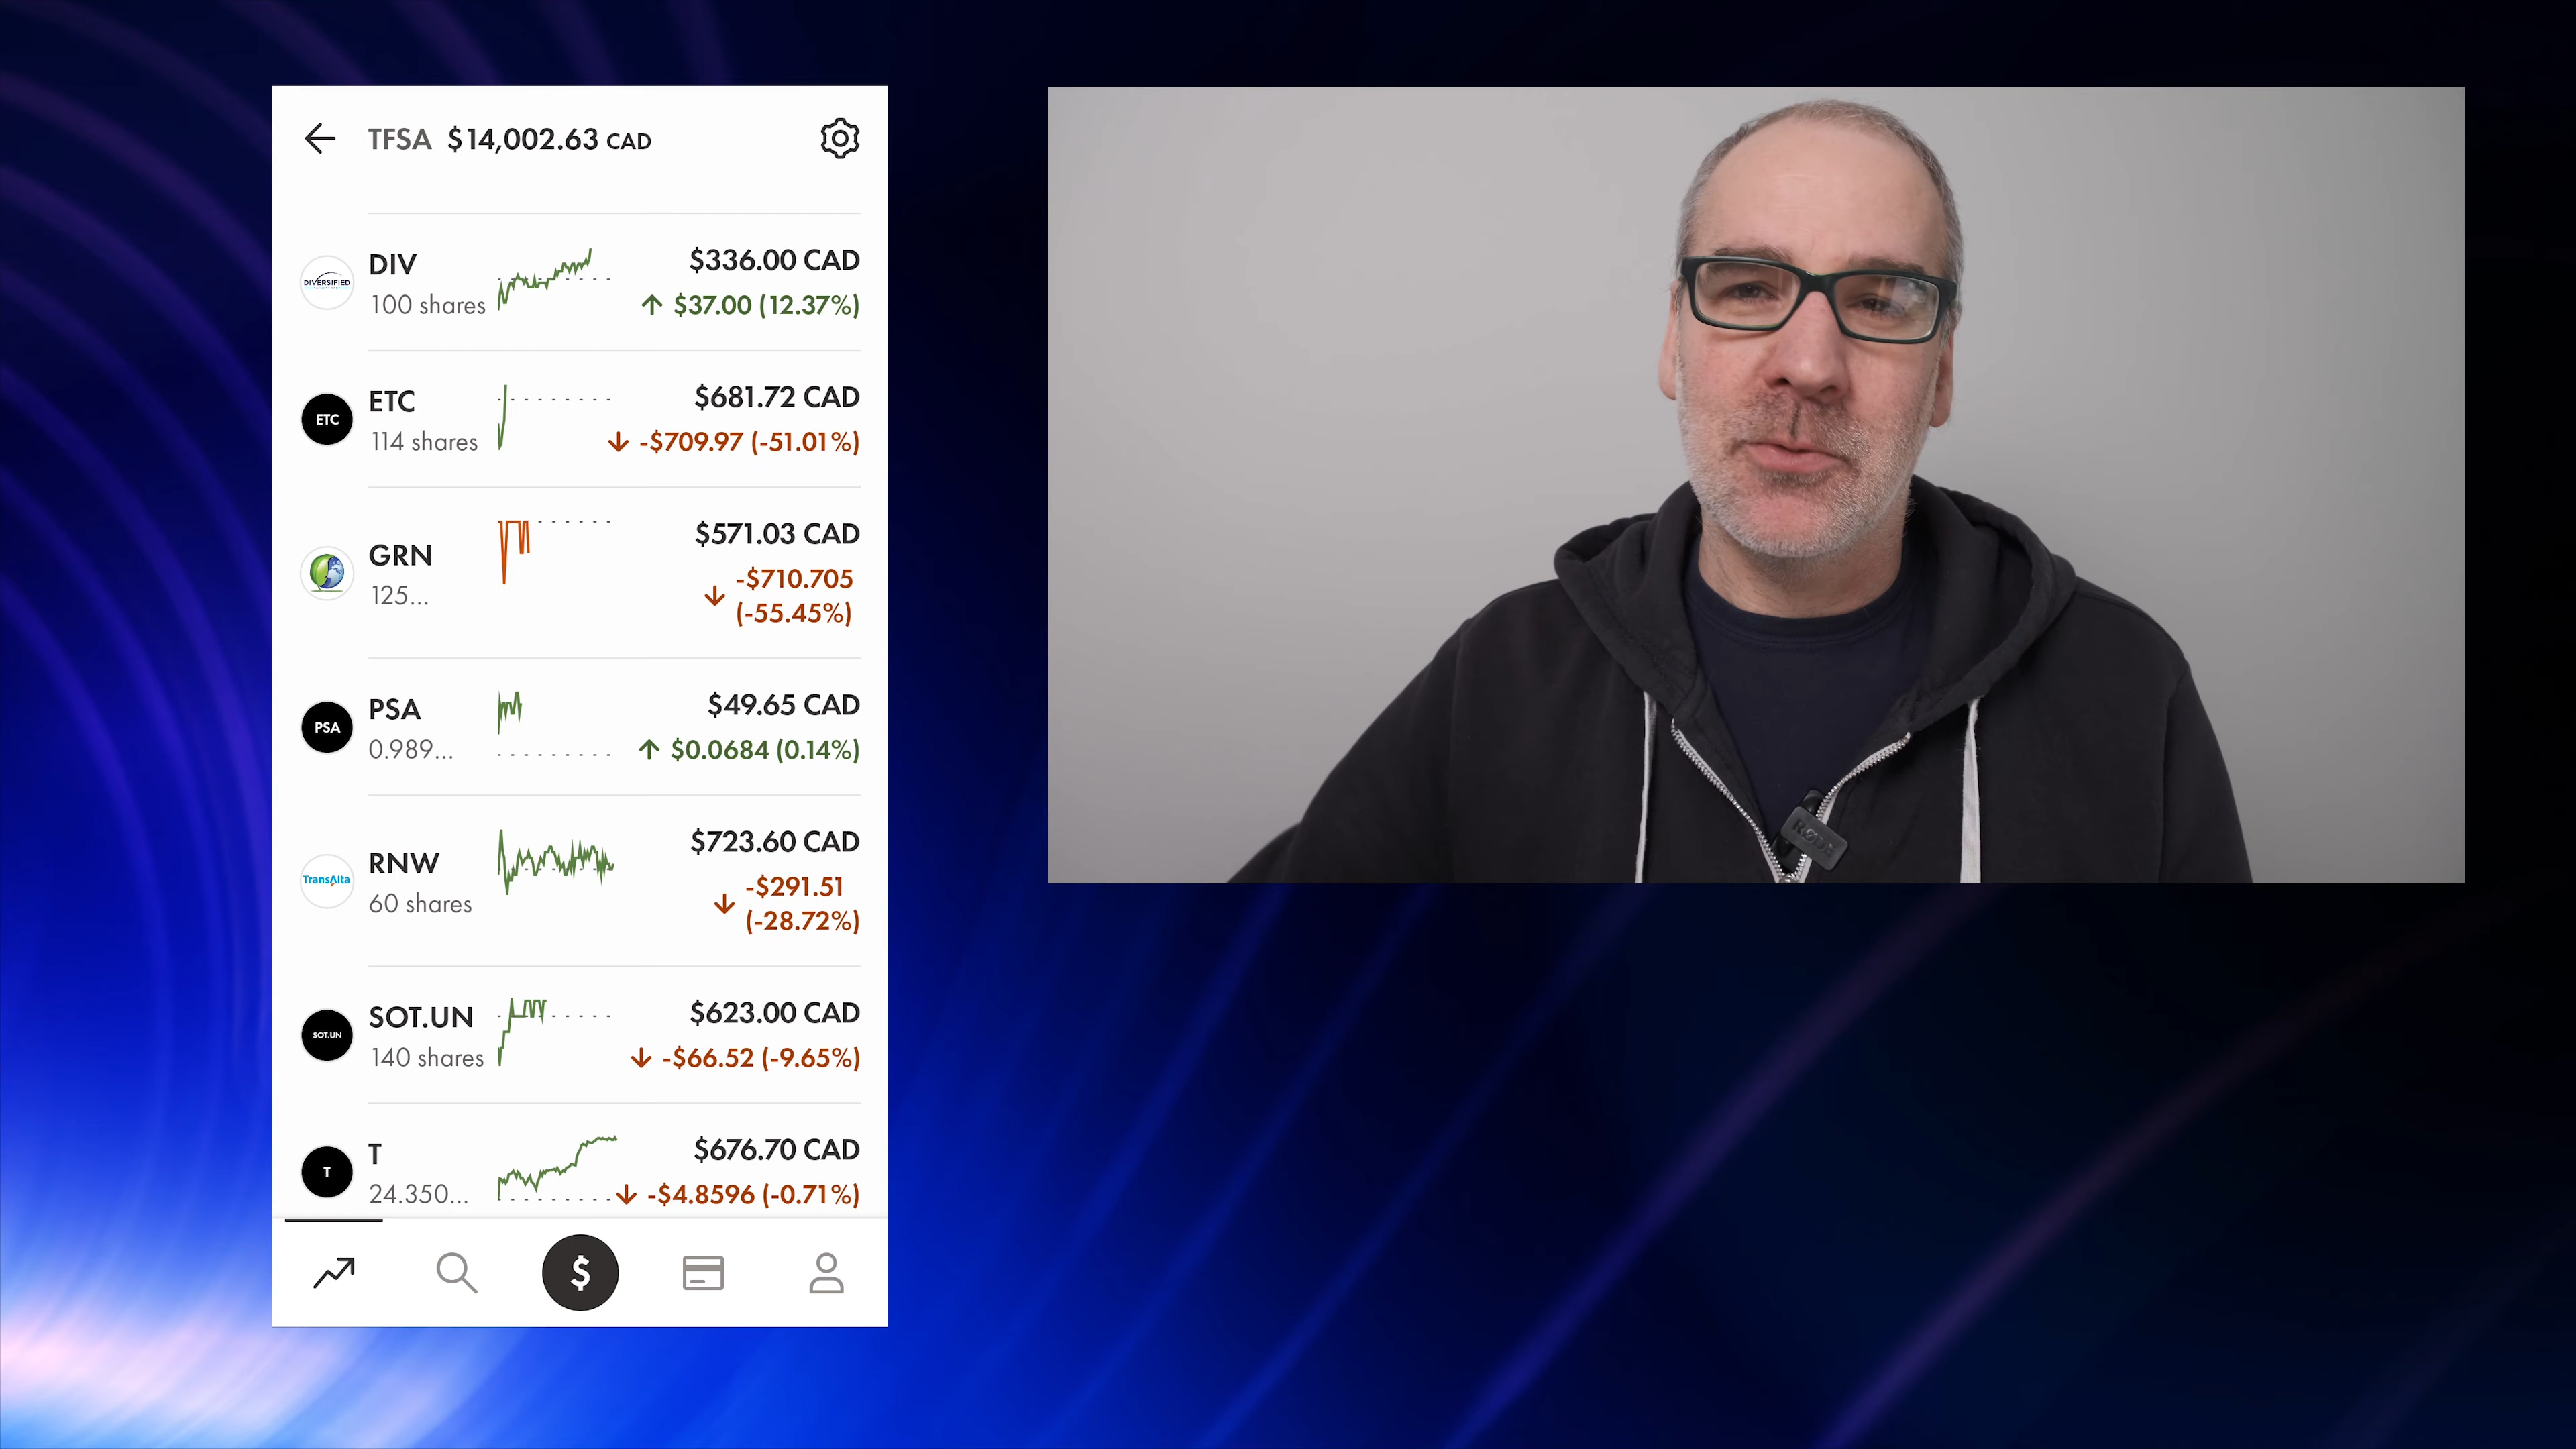 TFSA $14,002.63 CAD
DIVERSIFIED
DIV
100 shares
$336.00 CAD
↑ $37.00 (12.37%)
ETC
ETC
114 shares
$681.72 CAD
↓ -$709.97 (-51.01%)
GRN
125...
$571.03 CAD
↓ -$710.705
(-55.45%)
PSA
PSA
0.989...
$49.65 CAD
↑ $0.0684 (0.14%)
TransAlta
RNW
60 shares
$723.60 CAD
↓ -$291.51
(-28.72%)
SOT.UN
SOT.UN
140 shares
$623.00 CAD
↓ -$66.52 (-9.65%)
T
T
24.350...
$676.70 CAD
↓ -$4.8596 (-0.71%)
$
RØDE